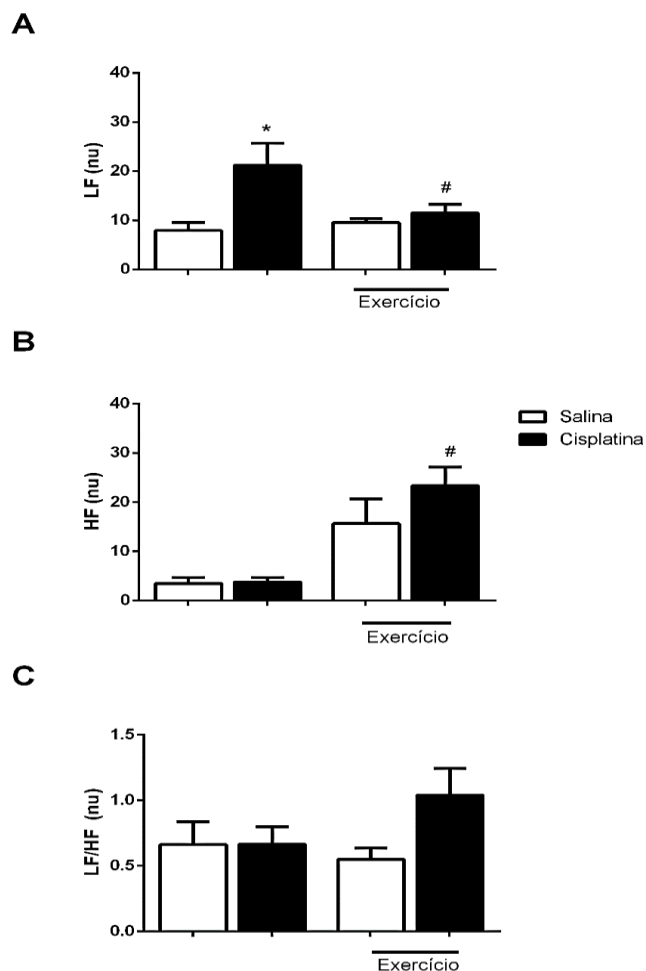 A
LF (nu)
40
30
20
10
0
*
#
Exercício
B
HF (nu)
40
30
20
10
0
#
Exercício
Salina
Cisplatina
C
LF/HF (nu)
1.5
1.0
0.5
0.0
Exercício